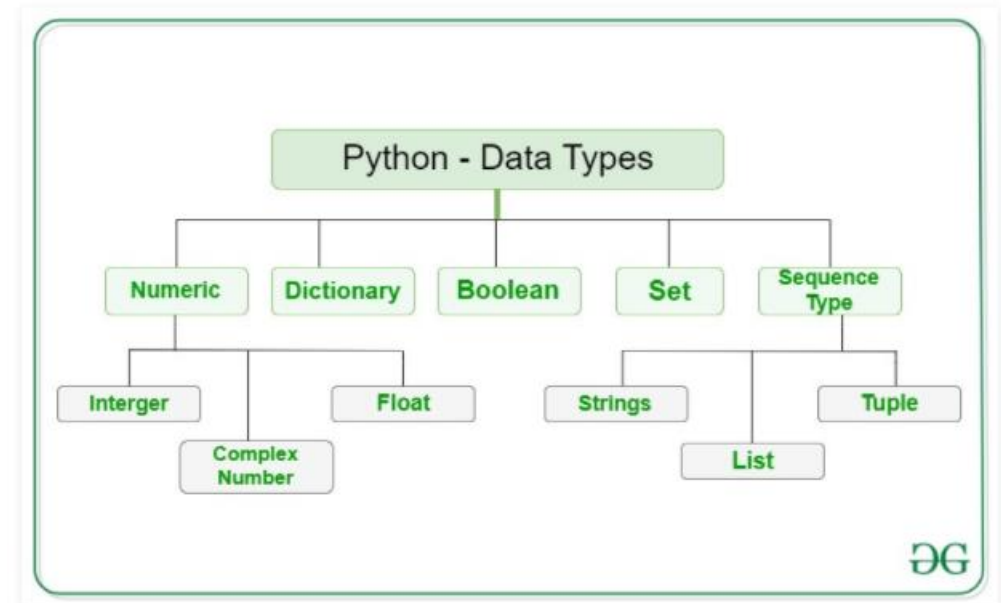 Python - Data Types
Numeric
Dictionary
Boolean
Set
Sequence
Type
Interger
Complex
Number
Float
Strings
List
Tuple